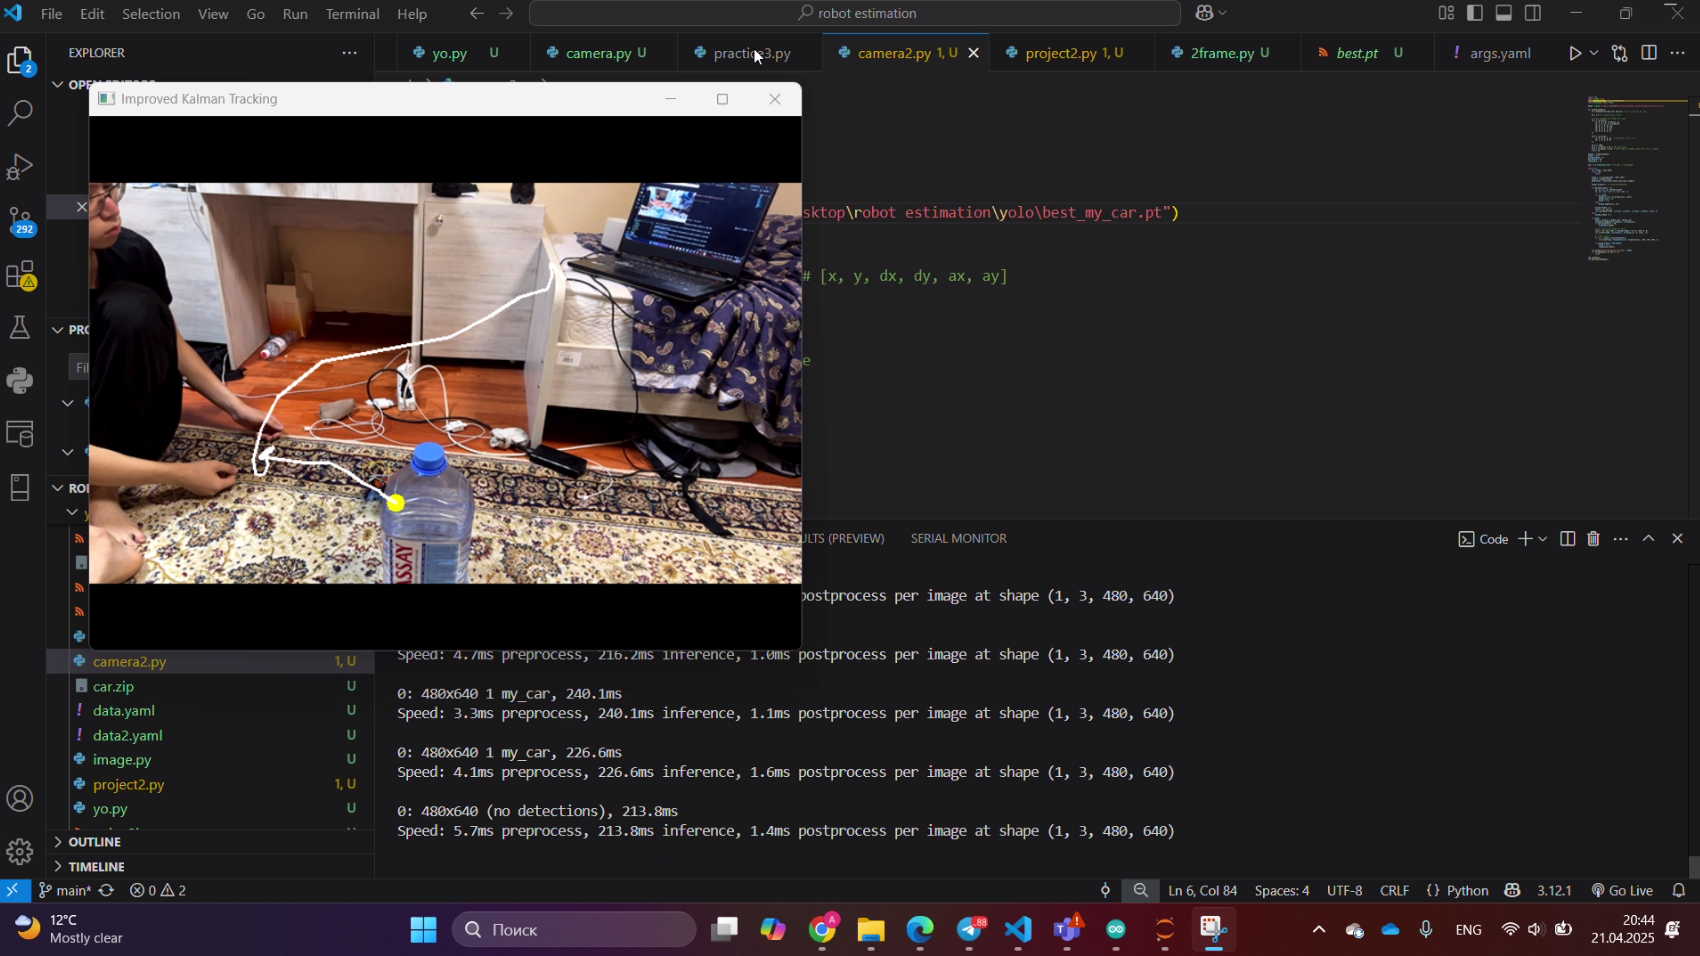 File Edit Selection View Go Run Terminal Help
robot estimation
EXPLORER
yo.py U
camera.py U
practice3.py
camera2.py 1, U
project2.py 1, U
2frame.py U
best.pt U
! args.yaml
2
Improved Kalman Tracking
sktop\robot estimation\yolo\best_my_car.pt")
292
# [x, y, dx, dy, ax, ay]
PRO
e
Fil
ASSAY
ULTS (PREVIEW)
SERIAL MONITOR
Code
postprocess per image at shape (1, 3, 480, 640)
Speed: 4.7ms preprocess, 216.2ms inference, 1.0ms postprocess per image at shape (1, 3, 480, 640)
0: 480x640 1 my_car, 240.1ms
Speed: 3.3ms preprocess, 240.1ms inference, 1.1ms postprocess per image at shape (1, 3, 480, 640)
0: 480x640 1 my_car, 226.6ms
Speed: 4.1ms preprocess, 226.6ms inference, 1.6ms postprocess per image at shape (1, 3, 480, 640)
0: 480x640 (no detections), 213.8ms
Speed: 5.7ms preprocess, 213.8ms inference, 1.4ms postprocess per image at shape (1, 3, 480, 640)
camera2.py 1, U
car.zip U
! data.yaml U
! data2.yaml U
image.py U
project2.py 1, U
yo.py U
OUTLINE
TIMELINE
main* 0 2
Ln 6, Col 84 Spaces: 4 UTF-8 CRLF {} Python 3.12.1 Go Live
12°C
Mostly clear
Поиск
A
88
ENG
20:44
21.04.2025